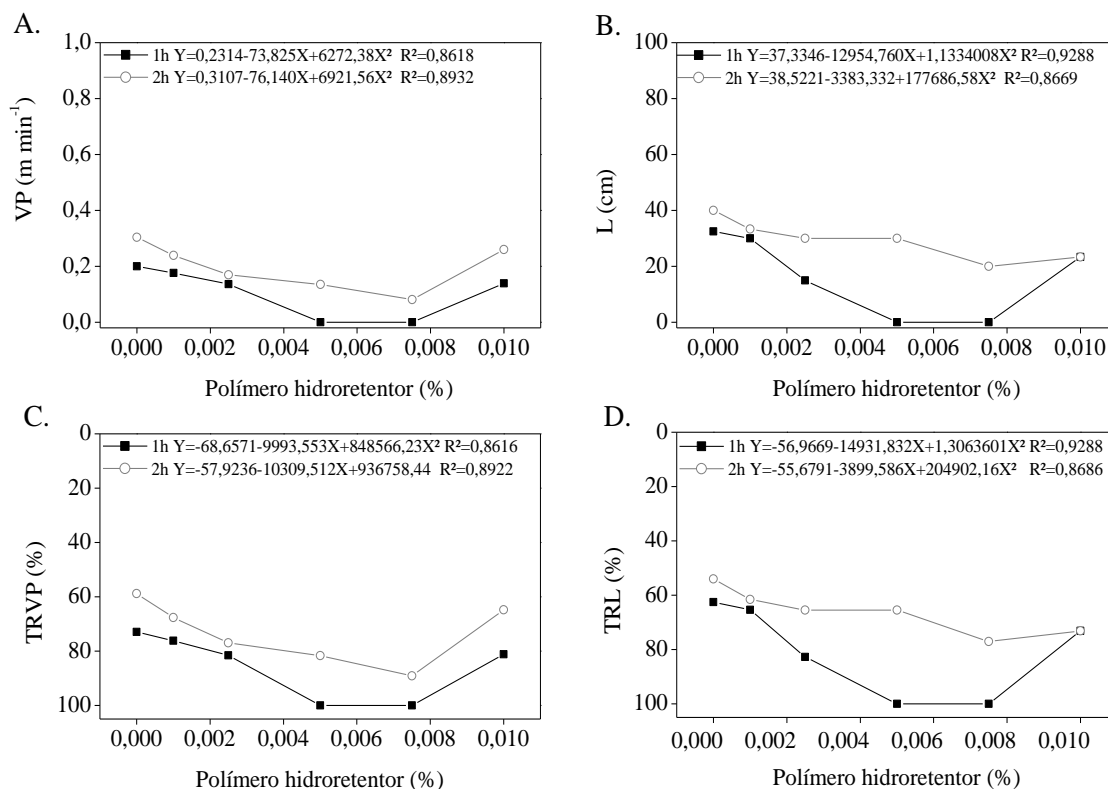 A.
1h Y=0,2314-73,825X+6272,38X² R²=0,8618
2h Y=0,3107-76,140X+6921,56X² R²=0,8932
VP (m min⁻¹)
1,0
0,8
0,6
0,4
0,2
0,0
0,000 0,002 0,004 0,006 0,008 0,010
Polímero hidroretentor (%)
B.
1h Y=37,3346-12954,760X+1,1334008X² R²=0,9288
2h Y=38,5221-3383,332+177686,58X² R²=0,8669
L (cm)
100
80
60
40
20
0
0,000 0,002 0,004 0,006 0,008 0,010
Polímero hidroretentor (%)
C.
1h Y=-68,6571-9993,553X+848566,23X² R²=0,8616
2h Y=-57,9236-10309,512X+936758,44 R²=0,8922
TRVP (%)
0
20
40
60
80
100
0,000 0,002 0,004 0,006 0,008 0,010
Polímero hidroretentor (%)
D.
1h Y=-56,9669-14931,832X+1,3063601X² R²=0,9288
2h Y=-55,6791-3899,586X+204902,16X² R²=0,8686
TRL (%)
0
20
40
60
80
100
0,000 0,002 0,004 0,006 0,008 0,010
Polímero hidroretentor (%)